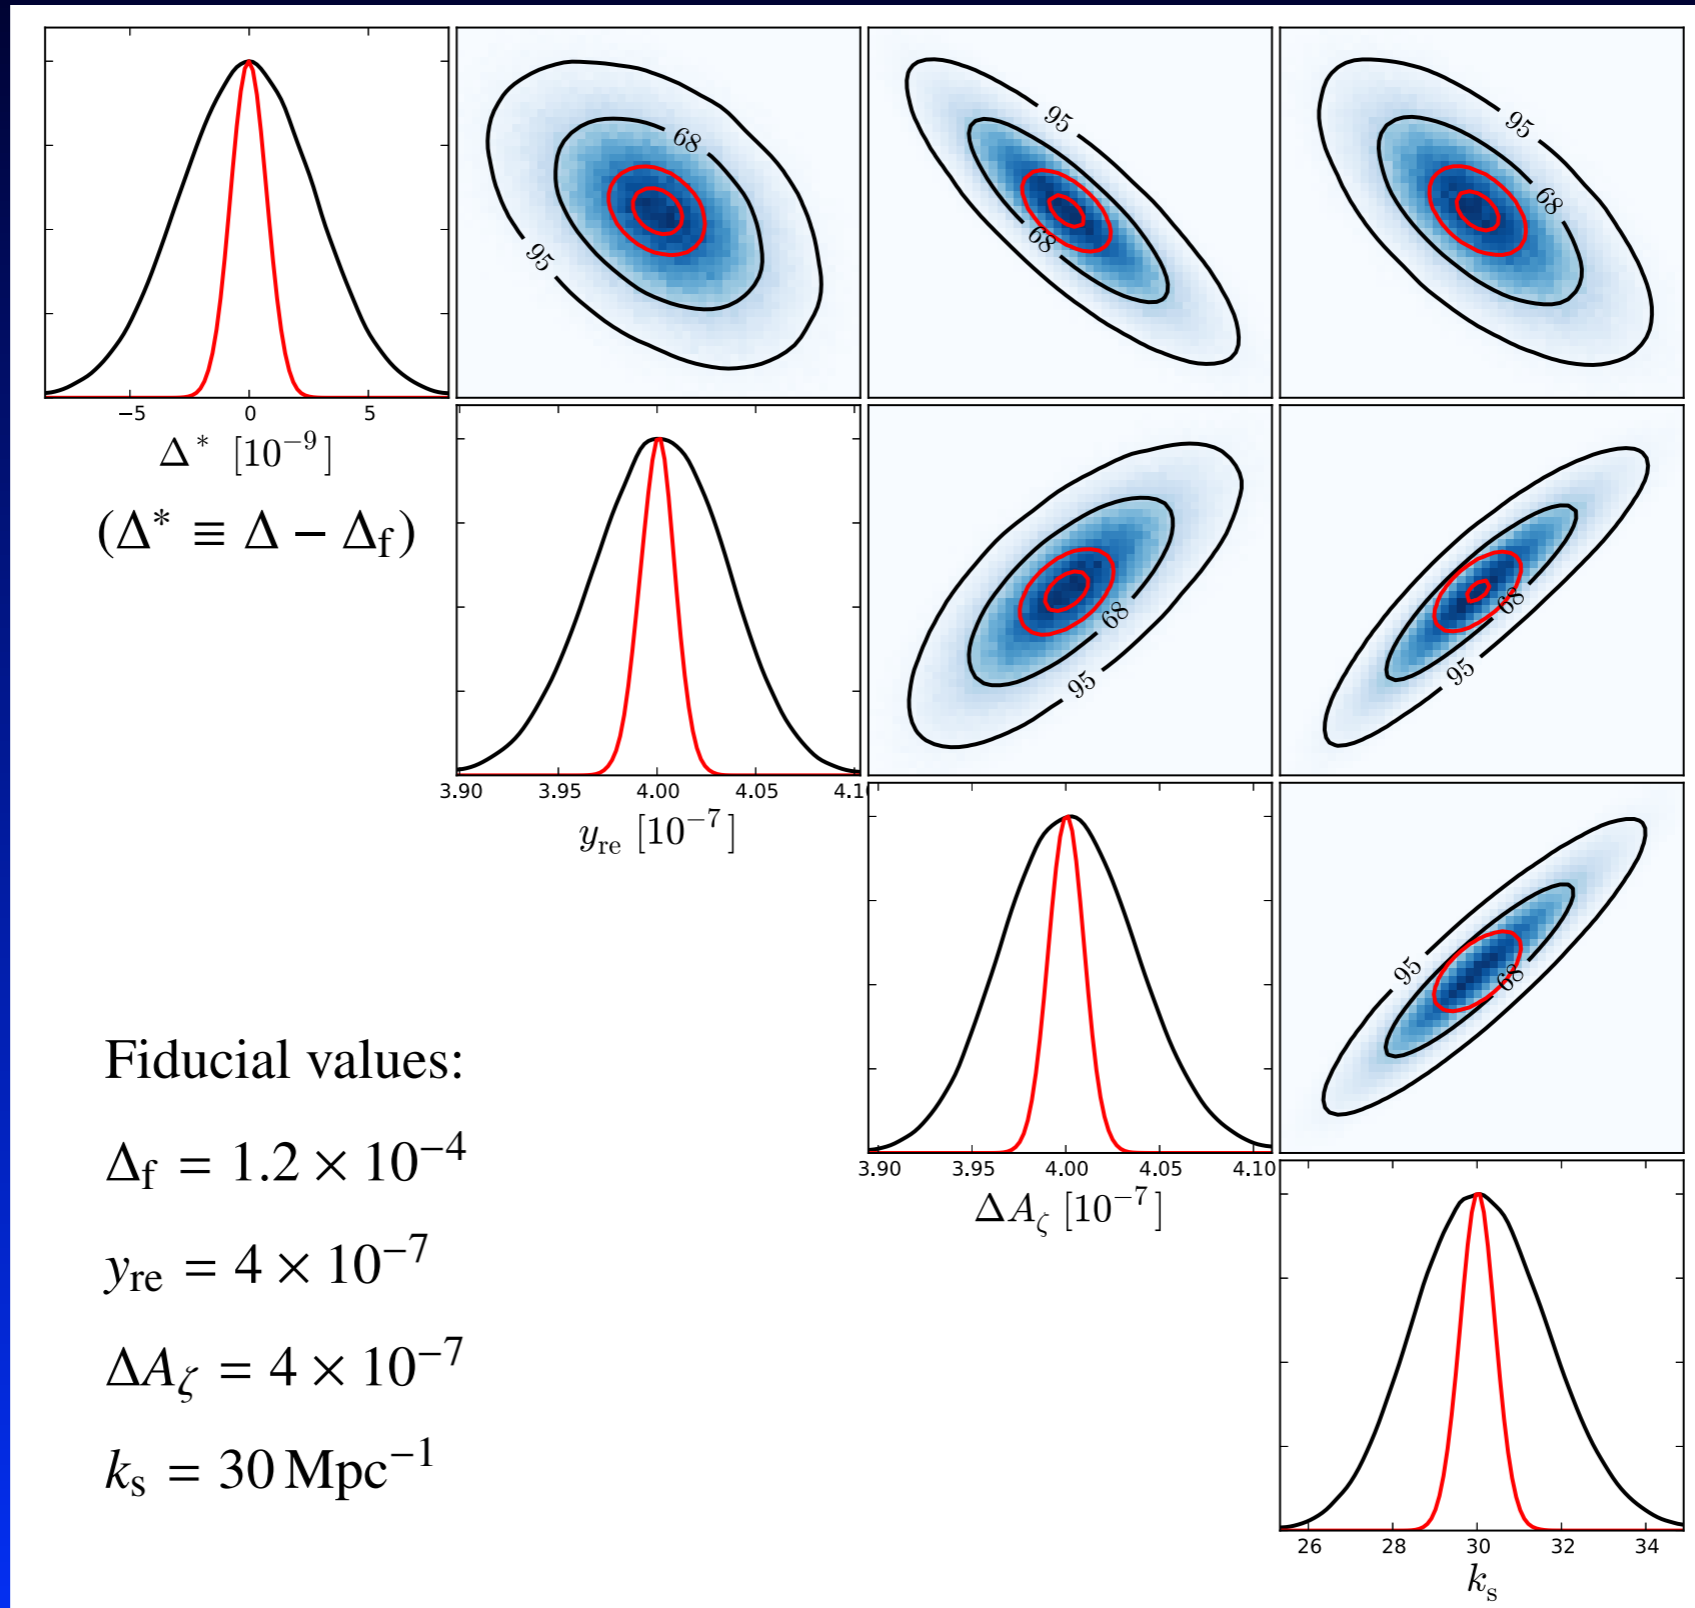 95
68
95
68
95
68
−5 0 5
Δ* [10⁻⁹]
(Δ* ≡ Δ − Δ_f)
68
95
68
95
3.90 3.95 4.00 4.05 4.10
y_re [10⁻⁷]
95
68
3.90 3.95 4.00 4.05 4.10
ΔA_ζ [10⁻⁷]
Fiducial values:
Δ_f = 1.2 × 10⁻⁴
y_re = 4 × 10⁻⁷
ΔA_ζ = 4 × 10⁻⁷
k_s = 30 Mpc⁻¹
26 28 30 32 34
k_s